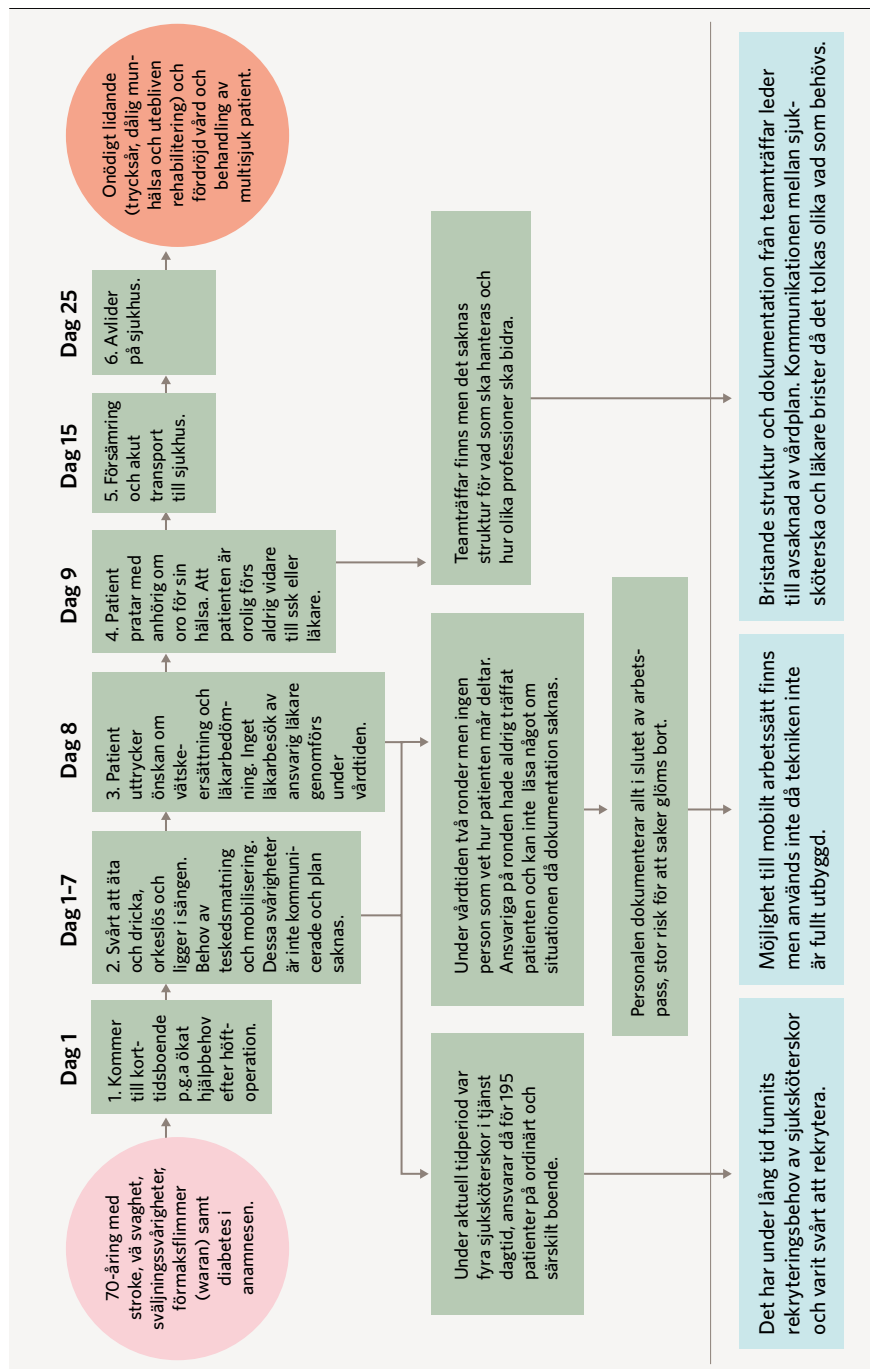 70-åring med
stroke, vä svaghet,
sväljningssvårigheter,
förmaksflimmer
(waran) samt
diabetes i
anamnesen.
Dag 1
1. Kommer
till kort-
tidsboende
p.g.a ökat
hjälpbehov
efter höft-
operation.
Dag 1–7
2. Svårt att äta
och dricka,
orkeslös och
ligger i sängen.
Behov av
teskedsmatning
och mobilisering.
Dessa svårigheter
är inte kommuni-
cerade och plan
saknas.
Dag 8
3. Patient
uttrycker
önskan om
vätske-
ersättning och
läkarbedöm-
ning. Inget
läkarbesök av
ansvarig läkare
genomförs
under
vårdtiden.
Dag 9
4. Patient
pratar med
anhörig om
oro för sin
hälsa. Att
patienten är
orolig förs
aldrig vidare
till ssk eller
läkare.
Dag 15
5. Försämring
och akut
transport
till sjukhus.
Dag 25
6. Avlider
på sjukhus.
Onödigt lidande
(trycksår, dålig mun-
hälsa och utebliven
rehabilitering) och
fördröjd vård och
behandling av
multisjuk patient.
Under aktuell tidperiod var
fyra sjuksköterskor i tjänst
dagtid, ansvarar då för 195
patienter på ordinärt och
särskilt boende.
Under vårdtiden två ronder men ingen
person som vet hur patienten mår deltar.
Ansvariga på ronden hade aldrig träffat
patienten och kan inte läsa något om
situationen då dokumentation saknas.
Teamträffar finns men det saknas
struktur för vad som ska hanteras och
hur olika professioner ska bidra.
Personalen dokumenterar allt i slutet av arbets-
pass, stor risk för att saker glöms bort.
Det har under lång tid funnits
rekryteringsbehov av sjuksköterskor
och varit svårt att rekrytera.
Möjlighet till mobilt arbetssätt finns
men används inte då tekniken inte
är fullt utbyggd.
Bristande struktur och dokumentation från teamträffar leder
till avsaknad av vårdplan. Kommunikationen mellan sjuk-
sköterska och läkare brister då det tolkas olika vad som behövs.